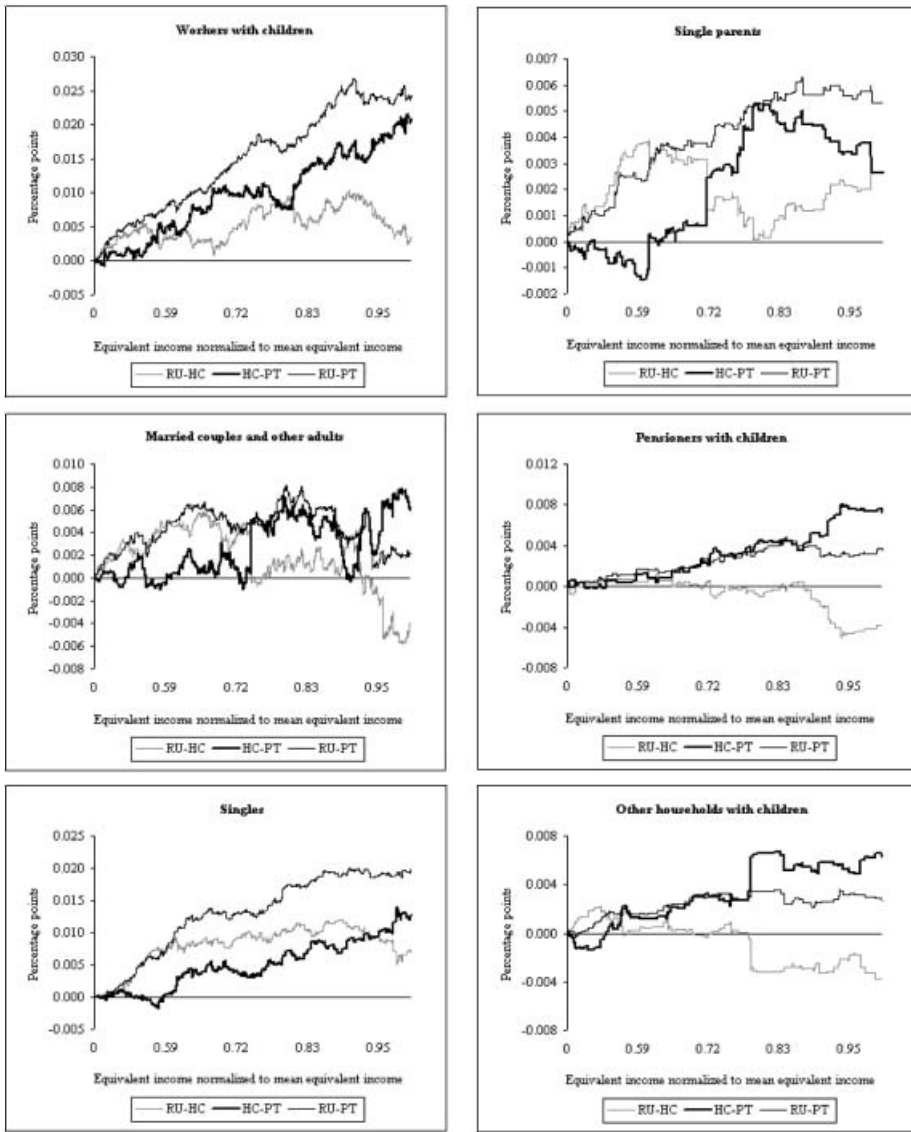 Workers with children
0.030
0.025
0.020
0.015
0.010
0.005
0.000
-0.005
Percentage points
0 0.59 0.72 0.83 0.95
Equivalent income normalized to mean equivalent income
RU-HC HC-PT RU-PT
Single parents
0.007
0.006
0.005
0.004
0.003
0.002
0.001
0.000
-0.001
-0.002
Percentage points
0 0.59 0.72 0.83 0.95
Equivalent income normalized to mean equivalent income
RU-HC HC-PT RU-PT
Married couples and other adults
0.010
0.008
0.006
0.004
0.002
0.000
-0.002
-0.004
-0.006
-0.008
Percentage points
0 0.59 0.72 0.83 0.95
Equivalent income normalized to mean equivalent income
RU-HC HC-PT RU-PT
Pensioners with children
0.012
0.008
0.004
0.000
-0.004
-0.008
Percentage points
0 0.59 0.72 0.83 0.95
Equivalent income normalized to mean equivalent income
RU-HC HC-PT RU-PT
Singles
0.025
0.020
0.015
0.010
0.005
0.000
-0.005
Percentage points
0 0.59 0.72 0.83 0.95
Equivalent income normalized to mean equivalent income
RU-HC HC-PT RU-PT
Other households with children
0.008
0.004
0.000
-0.004
-0.008
Percentage points
0 0.59 0.72 0.83 0.95
Equivalent income normalized to mean equivalent income
RU-HC HC-PT RU-PT